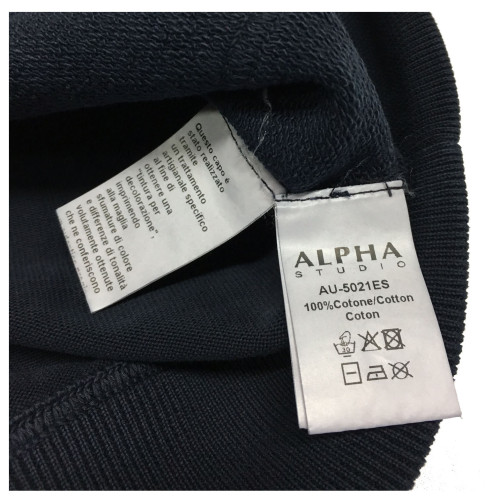 Questo capo è
stato realizzato
tramite
un trattamento
artigianale specifico
al fine di
ottenere una
"tintura per
decolorazione",
imprimendo
alla maglia
sfumature di colore
e differenze di tonalità
volutamente ottenute
che ne conferiscono
ALPHA
STUDIO
AU-5021ES
100%Cotone/Cotton
Coton
30